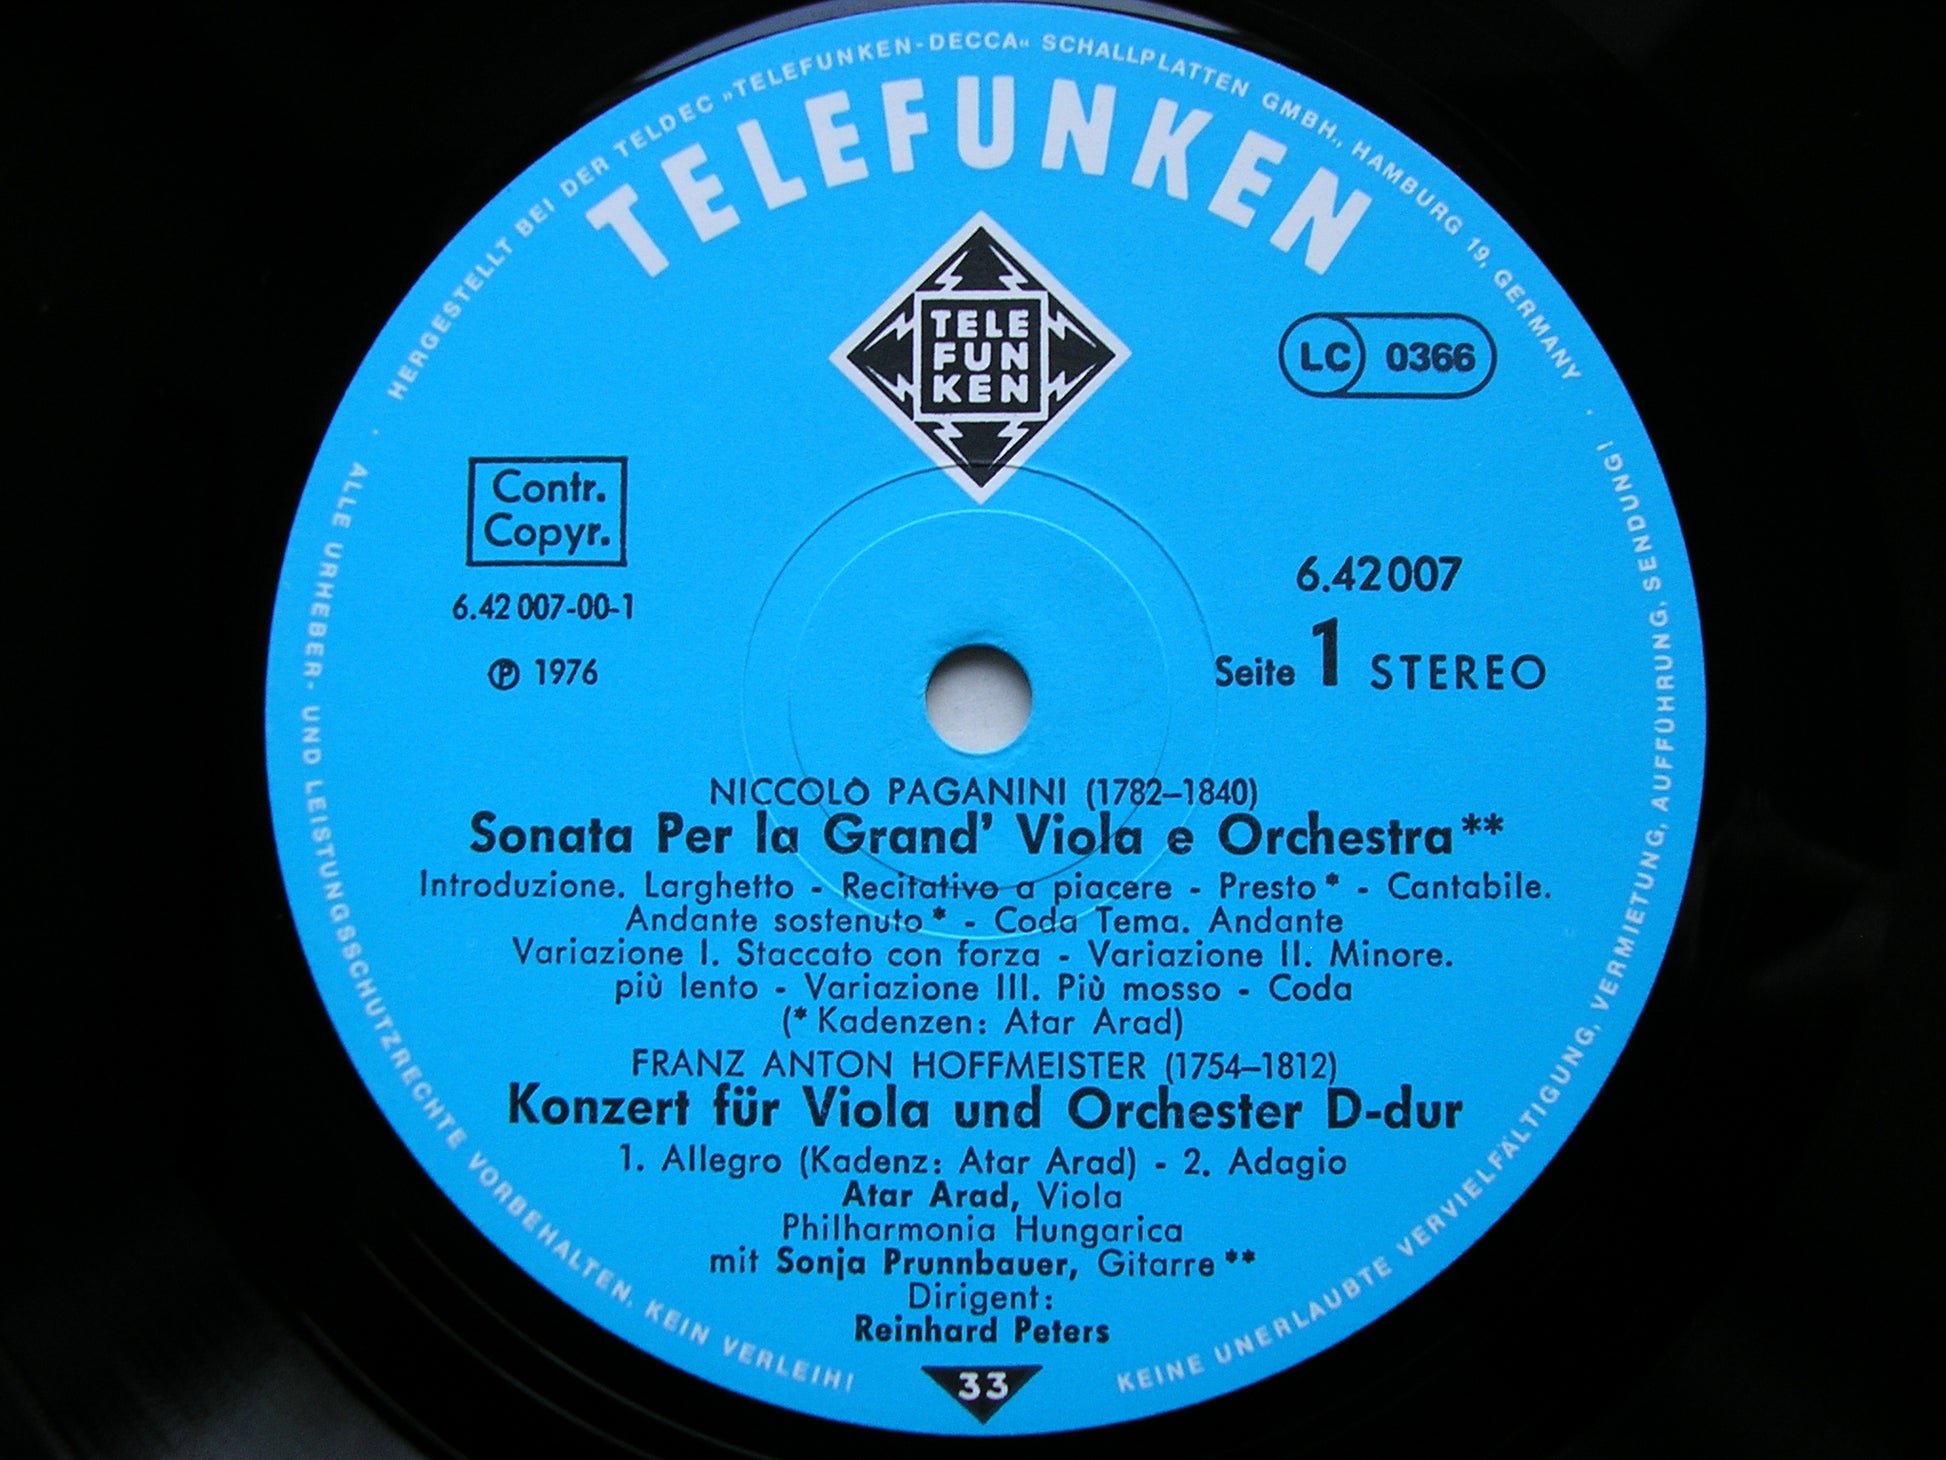 HERGESTELLT BEI DER TELDEC »TELEFUNKEN-DECCA« SCHALLPLATTEN GMBH., HAMBURG 19, GERMANY ·
TELEFUNKEN
TELE
FUN
KEN
LC 0366
Contr.
Copyr.
6.42 007-00-1
℗ 1976
6.42007
Seite 1 STEREO
NICCOLÒ PAGANINI (1782–1840)
Sonata Per la Grand' Viola e Orchestra**
Introduzione. Larghetto - Recitativo a piacere - Presto* - Cantabile.
Andante sostenuto* - Coda Tema. Andante
Variazione I. Staccato con forza - Variazione II. Minore.
più lento - Variazione III. Più mosso - Coda
(* Kadenzen: Atar Arad)
FRANZ ANTON HOFFMEISTER (1754–1812)
Konzert für Viola und Orchester D-dur
1. Allegro (Kadenz: Atar Arad) - 2. Adagio
Atar Arad, Viola
Philharmonia Hungarica
mit Sonja Prunnbauer, Gitarre**
Dirigent:
Reinhard Peters
33
ALLE URHEBER- UND LEISTUNGSSCHUTZRECHTE VORBEHALTEN, KEIN VERLEIH!
KEINE UNERLAUBTE VERVIELFÄLTIGUNG, VERMIETUNG, AUFFÜHRUNG, SENDUNG!